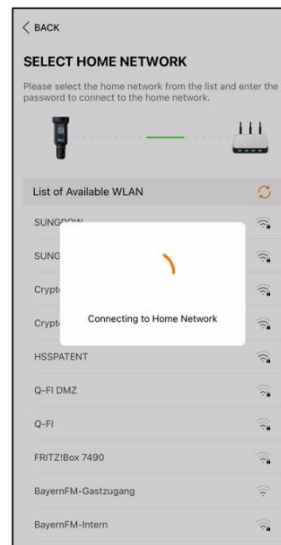 BACK
SELECT HOME NETWORK
Please select the home network from the list and enter the
password to connect to the home network.
List of Available WLAN
SUNG
Connecting to Home Network
HSSPATENT
Q-FI DMZ
Q-FI
FRITZ!Box 7490
BayernFM-Gastzugang
BayernFM-Intern